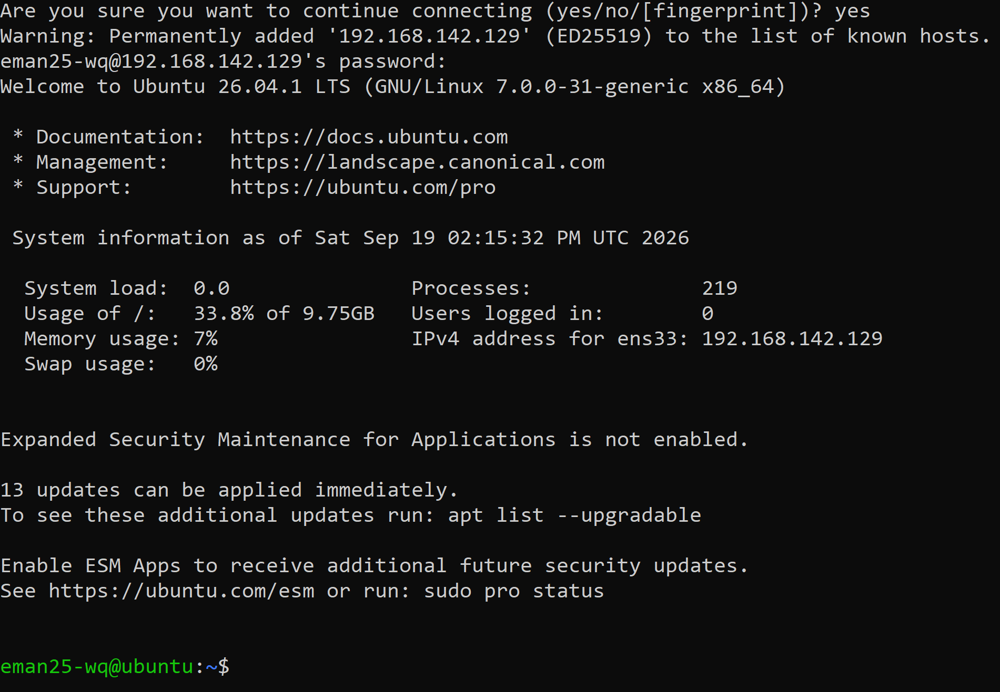 Are you sure you want to continue connecting (yes/no/[fingerprint])? yes
Warning: Permanently added '192.168.142.129' (ED25519) to the list of known hosts.
eman25-wq@192.168.142.129's password:
Welcome to Ubuntu 26.04.1 LTS (GNU/Linux 7.0.0-31-generic x86_64)

 * Documentation:  https://docs.ubuntu.com
 * Management:     https://landscape.canonical.com
 * Support:        https://ubuntu.com/pro

 System information as of Sat Sep 19 02:15:32 PM UTC 2026

  System load:  0.0               Processes:              219
  Usage of /:   33.8% of 9.75GB   Users logged in:        0
  Memory usage: 7%                IPv4 address for ens33: 192.168.142.129
  Swap usage:   0%


Expanded Security Maintenance for Applications is not enabled.

13 updates can be applied immediately.
To see these additional updates run: apt list --upgradable

Enable ESM Apps to receive additional future security updates.
See https://ubuntu.com/esm or run: sudo pro status


eman25-wq@ubuntu:~$